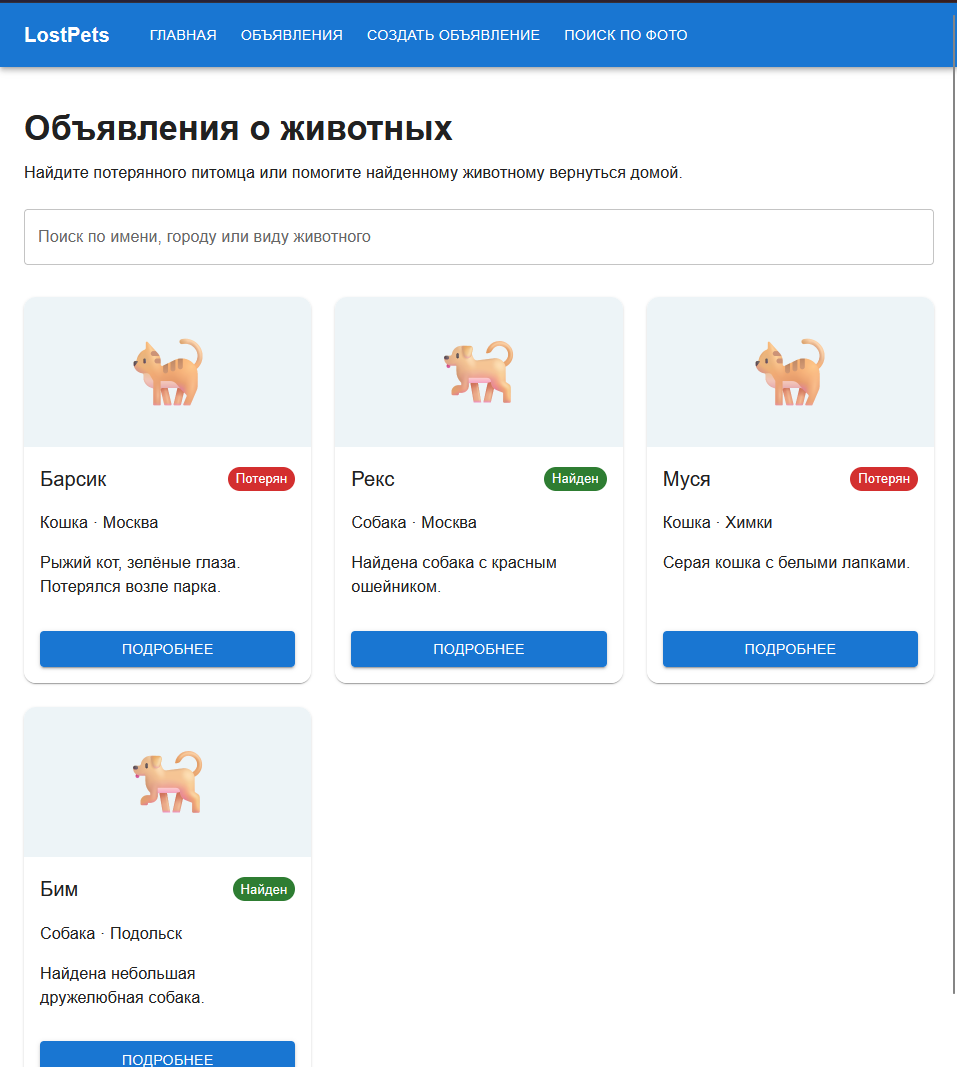 LostPets ГЛАВНАЯ ОБЪЯВЛЕНИЯ СОЗДАТЬ ОБЪЯВЛЕНИЕ ПОИСК ПО ФОТО
Объявления о животных
Найдите потерянного питомца или помогите найденному животному вернуться домой.
Поиск по имени, городу или виду животного
Барсик Потерян
Кошка · Москва
Рыжий кот, зелёные глаза.
Потерялся возле парка.
ПОДРОБНЕЕ
Рекс Найден
Собака · Москва
Найдена собака с красным
ошейником.
ПОДРОБНЕЕ
Муся Потерян
Кошка · Химки
Серая кошка с белыми лапками.
ПОДРОБНЕЕ
Бим Найден
Собака · Подольск
Найдена небольшая
дружелюбная собака.
ПОДРОБНЕЕ